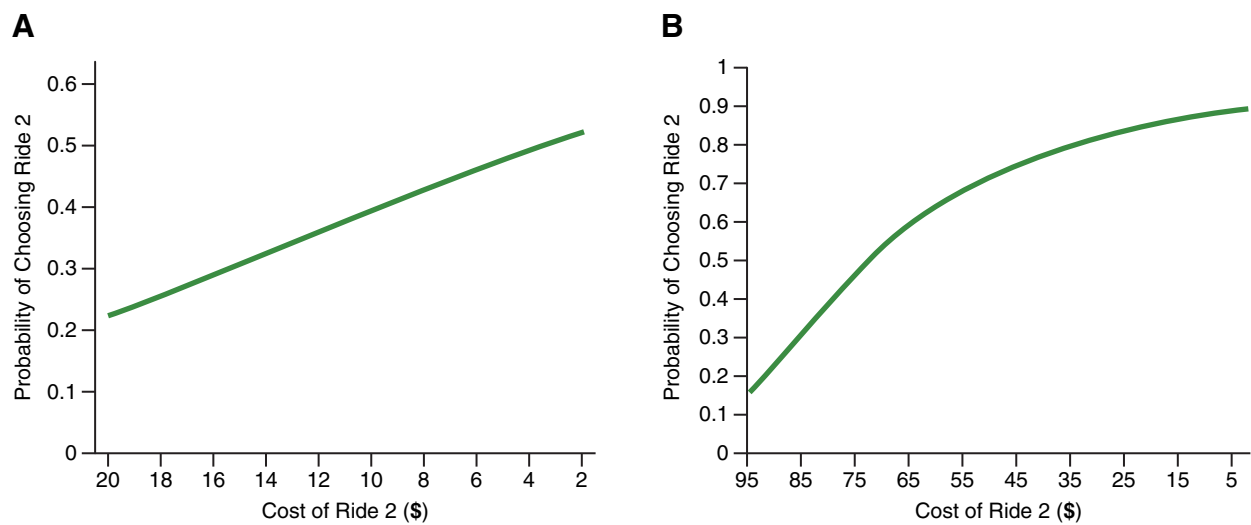 A
Probability of Choosing Ride 2
0.6
0.5
0.4
0.3
0.2
0.1
0
20 18 16 14 12 10 8 6 4 2
Cost of Ride 2 ($)
B
Probability of Choosing Ride 2
1
0.9
0.8
0.7
0.6
0.5
0.4
0.3
0.2
0.1
0
95 85 75 65 55 45 35 25 15 5
Cost of Ride 2 ($)